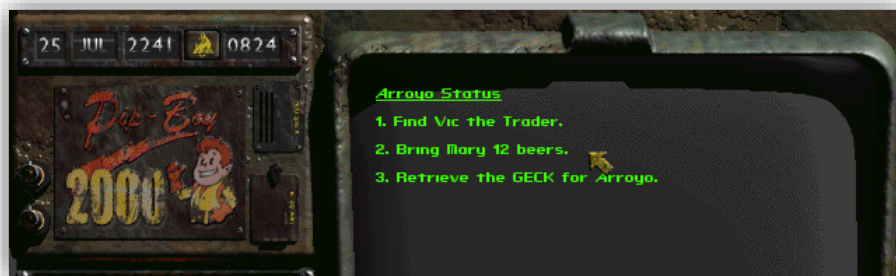 25 JUL 2241 0824
Pip-Boy
2000
Arroyo Status
1. Find Vic the Trader.
2. Bring Mary 12 beers.
3. Retrieve the GECK for Arroyo.